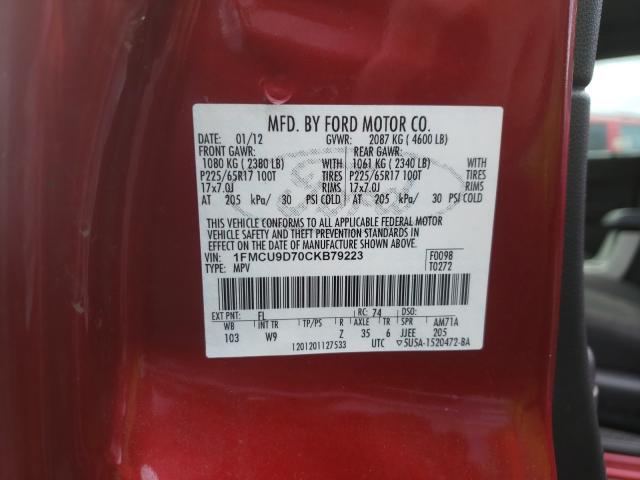 MFD. BY FORD MOTOR CO.
DATE: 01/12 GVWR: 2087 KG ( 4600 LB)
FRONT GAWR: REAR GAWR:
1080 KG ( 2380 LB) WITH 1061 KG ( 2340 LB) WITH
P225/65R17 100T TIRES P225/65R17 100T TIRES
17x7.0J RIMS 17x7.0J RIMS
AT 205 kPa/ 30 PSI COLD AT 205 kPa/ 30 PSI COLD
THIS VEHICLE CONFORMS TO ALL APPLICABLE FEDERAL MOTOR
VEHICLE SAFETY AND THEFT PREVENTION STANDARDS IN
EFFECT ON THE DATE OF MANUFACTURE SHOWN ABOVE.
VIN: 1FMCU9D70CKB79223 F0098
TYPE: MPV T0272
EXT PNT: FL RC: 74 DSO: AM71A
WB INT TR TP/PS R AXLE TR SPR 205
103 W9 Z 35 6 JJEE
1201201127533 UTC 5U5A-1520472-BA